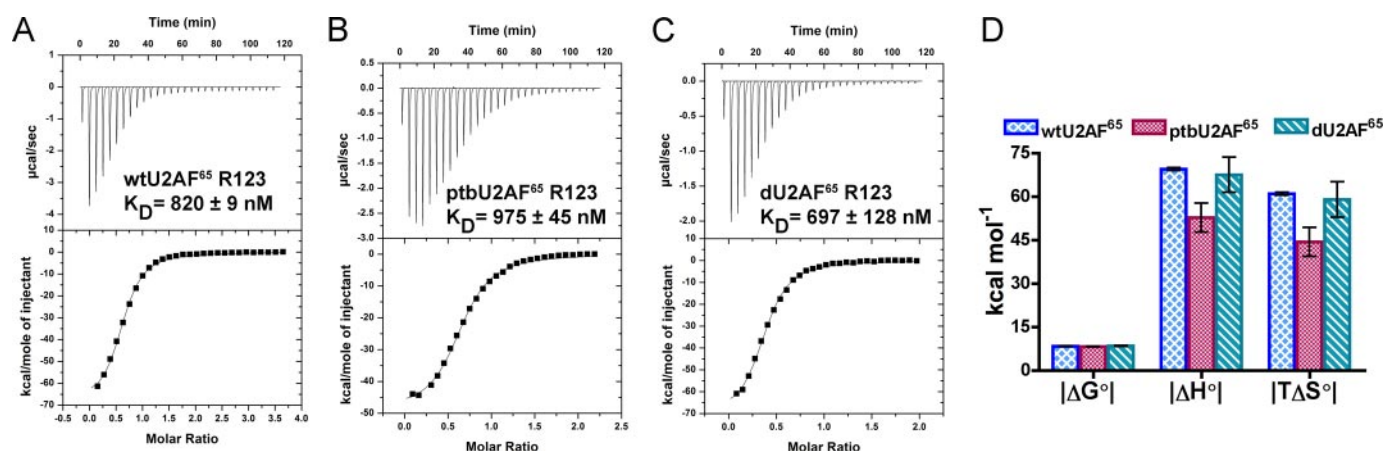 A
Time (min)
0 20 40 60 80 100 120
1
0
-1
-2
-3
-4
µcal/sec
wtU2AF⁶⁵ R123
K_D = 820 ± 9 nM
10
0
-10
-20
-30
-40
-50
-60
-70
kcal/mole of injectant
0.0 0.5 1.0 1.5 2.0 2.5 3.0 3.5 4.0
Molar Ratio
B
Time (min)
0 20 40 60 80 100 120
0.5
0.0
-0.5
-1.0
-1.5
-2.0
-2.5
-3.0
µcal/sec
ptbU2AF⁶⁵ R123
K_D = 975 ± 45 nM
0
-10
-20
-30
-40
-50
kcal/mole of injectant
0.0 0.5 1.0 1.5 2.0 2.5
Molar Ratio
C
Time (min)
0 20 40 60 80 100 120
0.0
-0.5
-1.0
-1.5
-2.0
µcal/sec
dU2AF⁶⁵ R123
K_D = 697 ± 128 nM
10
0
-10
-20
-30
-40
-50
-60
-70
kcal/mole of injectant
0.0 0.5 1.0 1.5 2.0
Molar Ratio
D
wtU2AF⁶⁵ ptbU2AF⁶⁵ dU2AF⁶⁵
75
60
45
30
15
0
kcal mol⁻¹
|ΔG°| |ΔH°| |TΔS°|